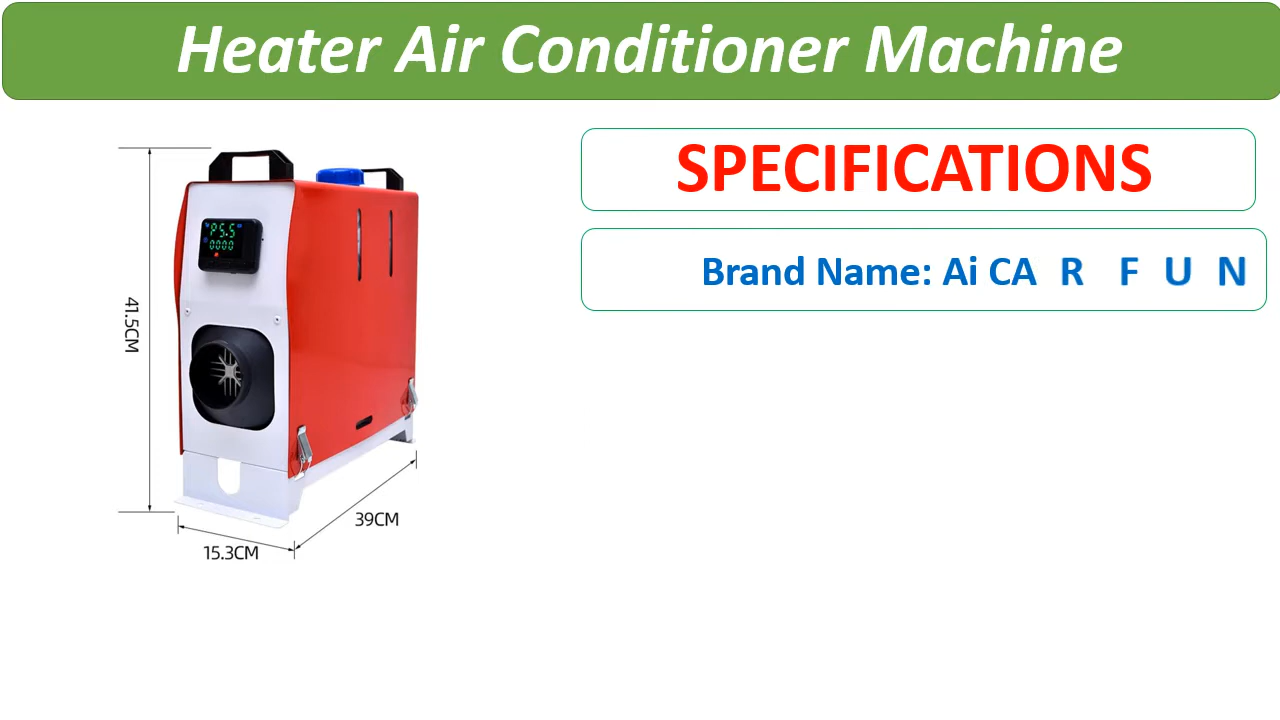 Heater Air Conditioner Machine
SPECIFICATIONS
Brand Name: Ai CA R F U N
P5.5
0000
41.5CM
39CM
15.3CM